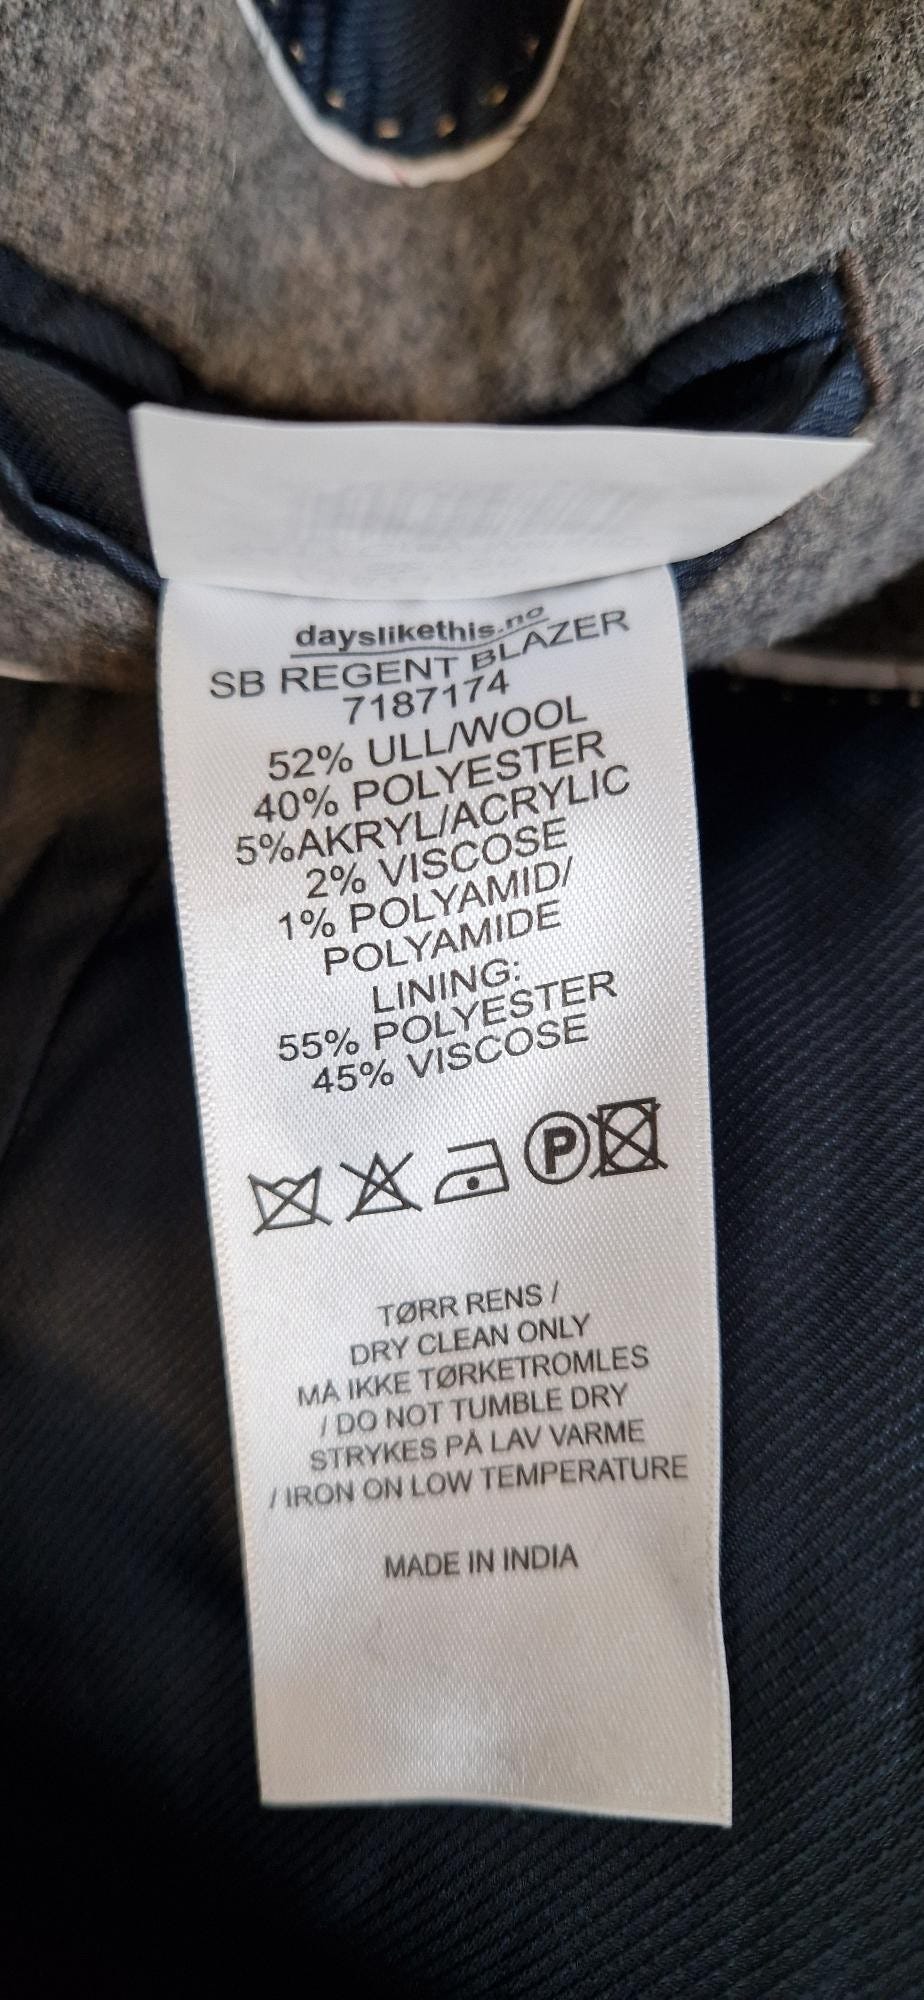 dayslikethis.no
SB REGENT BLAZER
7187174
52% ULL/WOOL
40% POLYESTER
5%AKRYL/ACRYLIC
2% VISCOSE
1% POLYAMID/
POLYAMIDE
LINING:
55% POLYESTER
45% VISCOSE
P
TØRR RENS /
DRY CLEAN ONLY
MÅ IKKE TØRKETROMLES
/ DO NOT TUMBLE DRY
STRYKES PÅ LAV VARME
/ IRON ON LOW TEMPERATURE
MADE IN INDIA